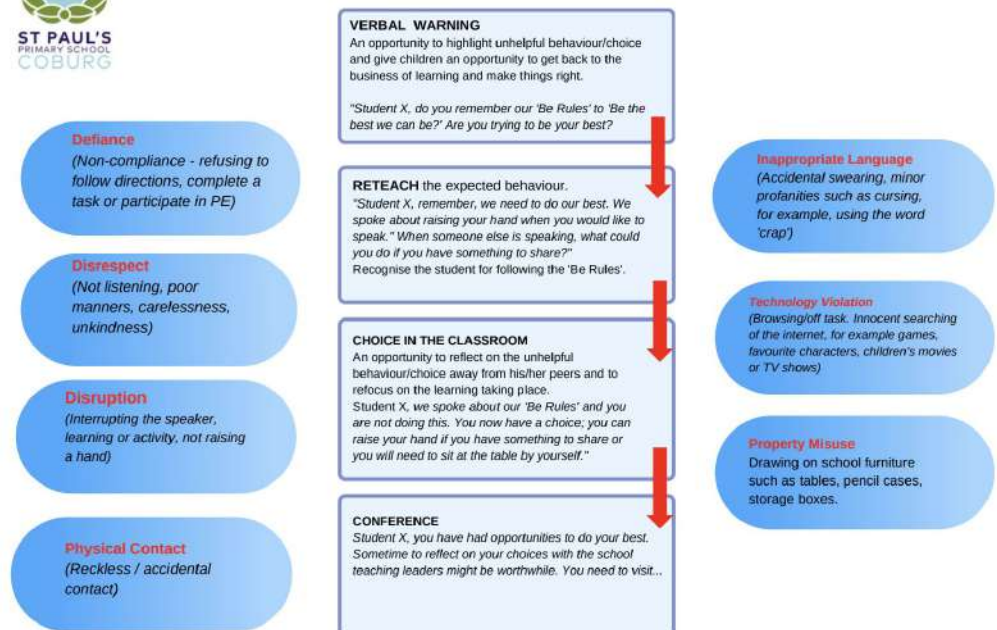 ST PAUL'S
PRIMARY SCHOOL
COBURG
Defiance
(Non-compliance - refusing to
follow directions, complete a
task or participate in PE)
Disrespect
(Not listening, poor
manners, carelessness,
unkindness)
Disruption
(Interrupting the speaker,
learning or activity, not raising
a hand)
Physical Contact
(Reckless / accidental
contact)
VERBAL WARNING
An opportunity to highlight unhelpful behaviour/choice
and give children an opportunity to get back to the
business of learning and make things right.
"Student X, do you remember our 'Be Rules' to 'Be the
best we can be?' Are you trying to be your best?
RETEACH the expected behaviour.
"Student X, remember, we need to do our best. We
spoke about raising your hand when you would like to
speak." When someone else is speaking, what could
you do if you have something to share?"
Recognise the student for following the 'Be Rules'.
CHOICE IN THE CLASSROOM
An opportunity to reflect on the unhelpful
behaviour/choice away from his/her peers and to
refocus on the learning taking place.
Student X, we spoke about our 'Be Rules' and you
are not doing this. You now have a choice; you can
raise your hand if you have something to share or
you will need to sit at the table by yourself."
CONFERENCE
Student X, you have had opportunities to do your best.
Sometime to reflect on your choices with the school
teaching leaders might be worthwhile. You need to visit...
Inappropriate Language
(Accidental swearing, minor
profanities such as cursing,
for example, using the word
'crap')
Technology Violation
(Browsing/off task. Innocent searching
of the internet, for example games,
favourite characters, children's movies
or TV shows)
Property Misuse
Drawing on school furniture
such as tables, pencil cases,
storage boxes.